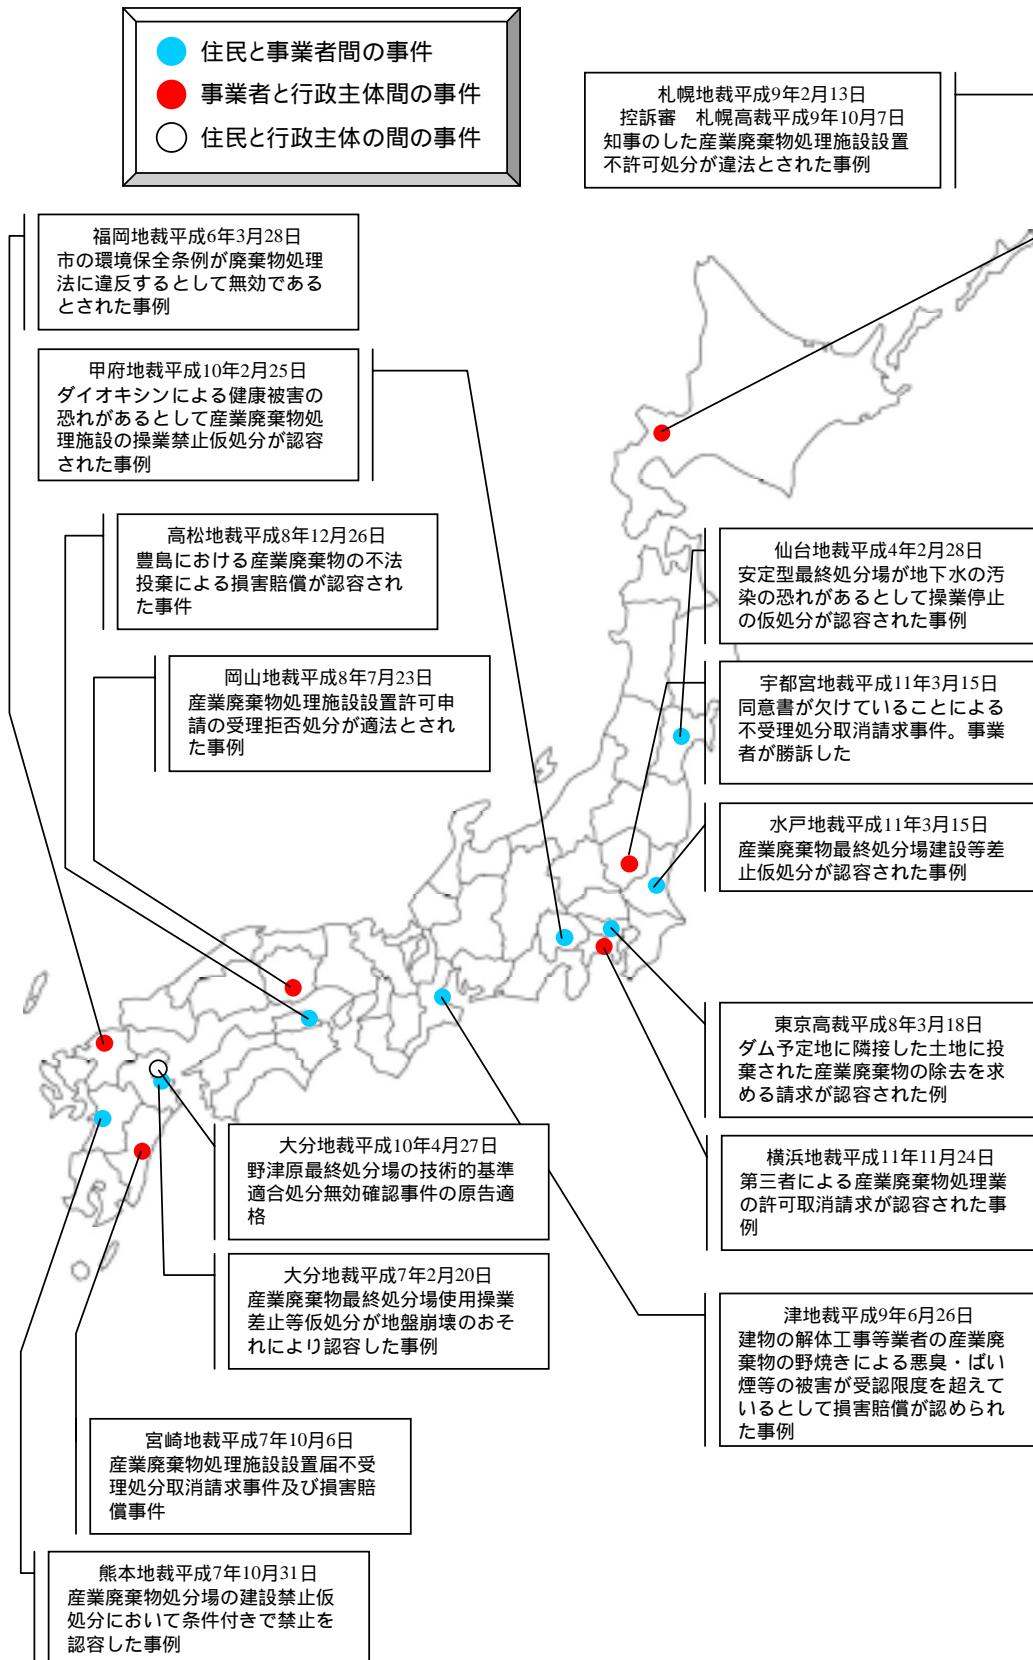 住民と事業者間の事件
事業者と行政主体間の事件
住民と行政主体の間の事件
札幌地裁平成9年2月13日
控訴審　札幌高裁平成9年10月7日
知事のした産業廃棄物処理施設設置
不許可処分が違法とされた事例
福岡地裁平成6年3月28日
市の環境保全条例が廃棄物処理
法に違反するとして無効である
とされた事例
甲府地裁平成10年2月25日
ダイオキシンによる健康被害の
恐れがあるとして産業廃棄物処
理施設の操業禁止仮処分が認容
された事例
高松地裁平成8年12月26日
豊島における産業廃棄物の不法
投棄による損害賠償が認容され
た事件
仙台地裁平成4年2月28日
安定型最終処分場が地下水の汚
染の恐れがあるとして操業停止
の仮処分が認容された事例
岡山地裁平成8年7月23日
産業廃棄物処理施設設置許可申
請の受理拒否処分が適法とされ
た事例
宇都宮地裁平成11年3月15日
同意書が欠けていることによる
不受理処分取消請求事件。事業
者が勝訴した
水戸地裁平成11年3月15日
産業廃棄物最終処分場建設等差
止仮処分が認容された事例
東京高裁平成8年3月18日
ダム予定地に隣接した土地に投
棄された産業廃棄物の除去を求
める請求が認容された例
大分地裁平成10年4月27日
野津原最終処分場の技術的基準
適合処分無効確認事件の原告適
格
横浜地裁平成11年11月24日
第三者による産業廃棄物処理業
の許可取消請求が認容された事
例
大分地裁平成7年2月20日
産業廃棄物最終処分場使用操業
差止等仮処分が地盤崩壊のおそ
れにより認容した事例
津地裁平成9年6月26日
建物の解体工事等業者の産業廃
棄物の野焼きによる悪臭・ばい
煙等の被害が受認限度を超えて
いるとして損害賠償が認められ
た事例
宮崎地裁平成7年10月6日
産業廃棄物処理施設設置届不受
理処分取消請求事件及び損害賠
償事件
熊本地裁平成7年10月31日
産業廃棄物処分場の建設禁止仮
処分において条件付きで禁止を
認容した事例